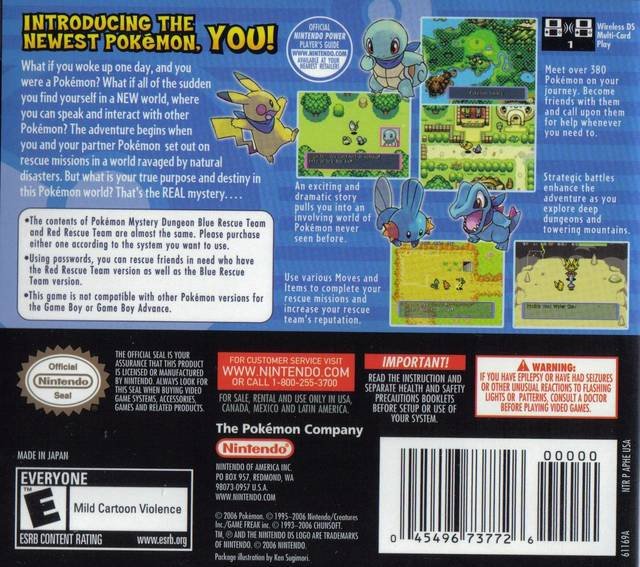 INTRODUCING THE
NEWEST POKéMON, YOU!
What if you woke up one day, and you
were a Pokémon? What if all of the sudden
you find yourself in a NEW world, where
you can speak and interact with other
Pokémon? The adventure begins when
you and your partner Pokémon set out on
rescue missions in a world ravaged by natural
disasters. But what is your true purpose and destiny in
this Pokémon world? That's the REAL mystery....
•The contents of Pokémon Mystery Dungeon Blue Rescue Team
and Red Rescue Team are almost the same. Please purchase
either one according to the system you want to use.
•Using passwords, you can rescue friends in need who have
the Red Rescue Team version as well as the Blue Rescue
Team version.
•This game is not compatible with other Pokémon versions for
the Game Boy or Game Boy Advance.
OFFICIAL
NINTENDO POWER
PLAYER'S GUIDE
WWW.NINTENDO.COM
AVAILABLE AT YOUR
NEAREST RETAILER!
An exciting and
dramatic story
pulls you into an
involving world of
Pokémon never
seen before.
Use various Moves and
Items to complete your
rescue missions and
increase your rescue
team's reputation.
1
Wireless DS
Multi-Card
Play
Meet over 380
Pokémon on your
journey. Become
friends with them
and call upon them
for help whenever
you need to.
Strategic battles
enhance the
adventure as you
explore deep
dungeons and
towering mountains.
Official
Nintendo
Seal
THE OFFICIAL SEAL IS YOUR
ASSURANCE THAT THIS PRODUCT
IS LICENSED OR MANUFACTURED
BY NINTENDO. ALWAYS LOOK FOR
THIS SEAL WHEN BUYING VIDEO
GAME SYSTEMS, ACCESSORIES,
GAMES AND RELATED PRODUCTS.
FOR CUSTOMER SERVICE VISIT
WWW.NINTENDO.COM
OR CALL 1-800-255-3700
FOR SALE, RENTAL AND USE ONLY IN USA,
CANADA, MEXICO AND LATIN AMERICA.
IMPORTANT!
READ THE INSTRUCTION AND
SEPARATE HEALTH AND SAFETY
PRECAUTIONS BOOKLETS
BEFORE SETUP OR USE OF
YOUR SYSTEM.
WARNING:
IF YOU HAVE EPILEPSY OR HAVE HAD SEIZURES
OR OTHER UNUSUAL REACTIONS TO FLASHING
LIGHTS OR PATTERNS, CONSULT A DOCTOR
BEFORE PLAYING VIDEO GAMES.
The Pokémon Company
Nintendo®
NINTENDO OF AMERICA INC.
PO BOX 957, REDMOND, WA
98073-0957 U.S.A.
WWW.NINTENDO.COM
© 2006 Pokémon. © 1995-2006 Nintendo/Creatures
Inc./GAME FREAK inc. © 1993-2006 CHUNSOFT.
TM, ® AND THE NINTENDO DS LOGO ARE TRADEMARKS
OF NINTENDO. © 2006 NINTENDO.
Package illustration by Ken Sugimori.
MADE IN JAPAN
EVERYONE
E
Mild Cartoon Violence
ESRB CONTENT RATING www.esrb.org
00000
0 45496 73772 6
NTR P APHE USA
61169A